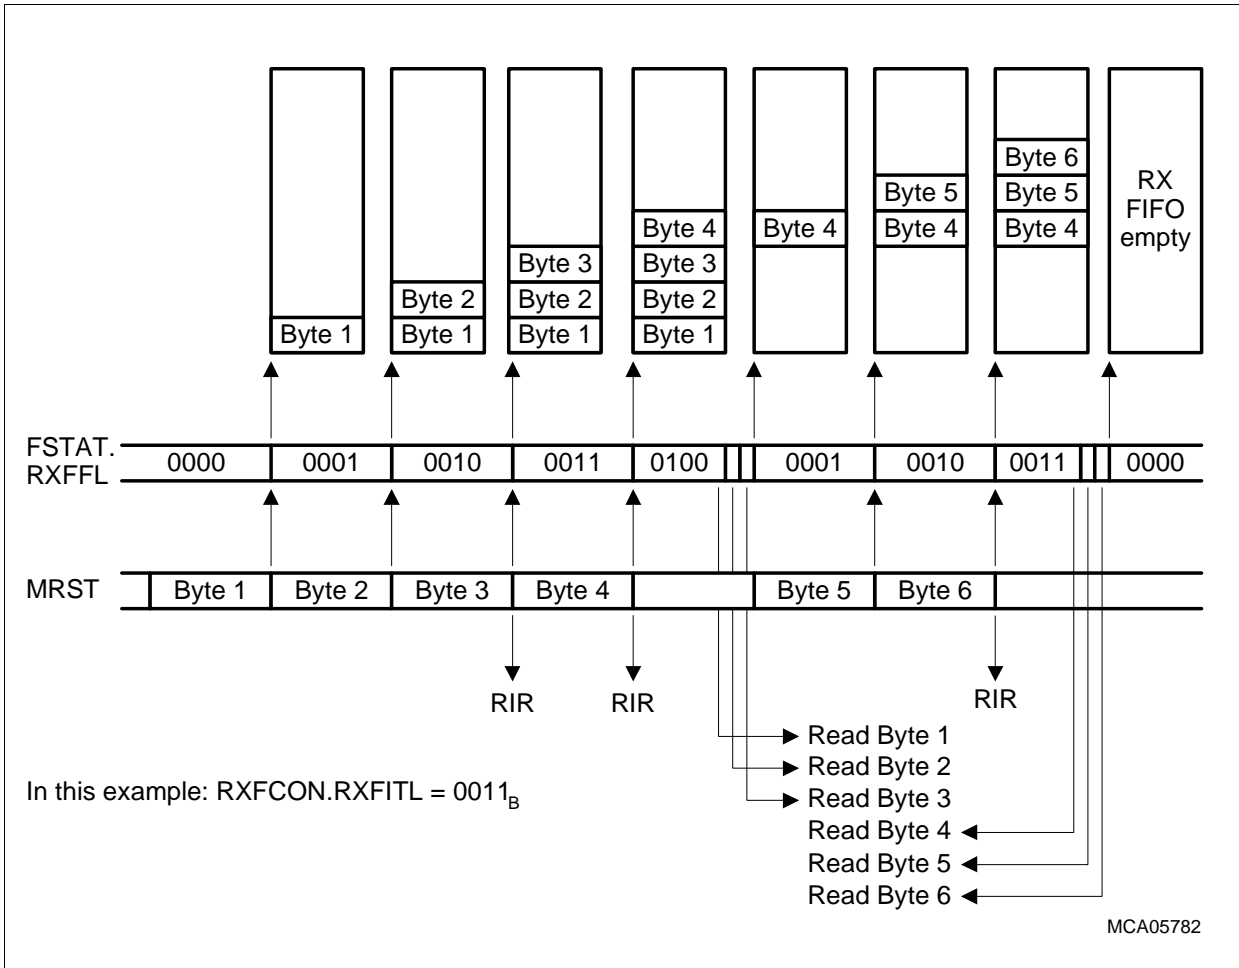 Byte 6
Byte 5 Byte 5 RX
Byte 4 Byte 4 Byte 4 Byte 4 FIFO
Byte 3 Byte 3 empty
Byte 2 Byte 2 Byte 2
Byte 1 Byte 1 Byte 1 Byte 1
FSTAT.
RXFFL 0000 0001 0010 0011 0100 0001 0010 0011 0000
MRST Byte 1 Byte 2 Byte 3 Byte 4 Byte 5 Byte 6
RIR RIR RIR
Read Byte 1
Read Byte 2
In this example: RXFCON.RXFITL = 0011B
Read Byte 3
Read Byte 4
Read Byte 5
Read Byte 6
MCA05782